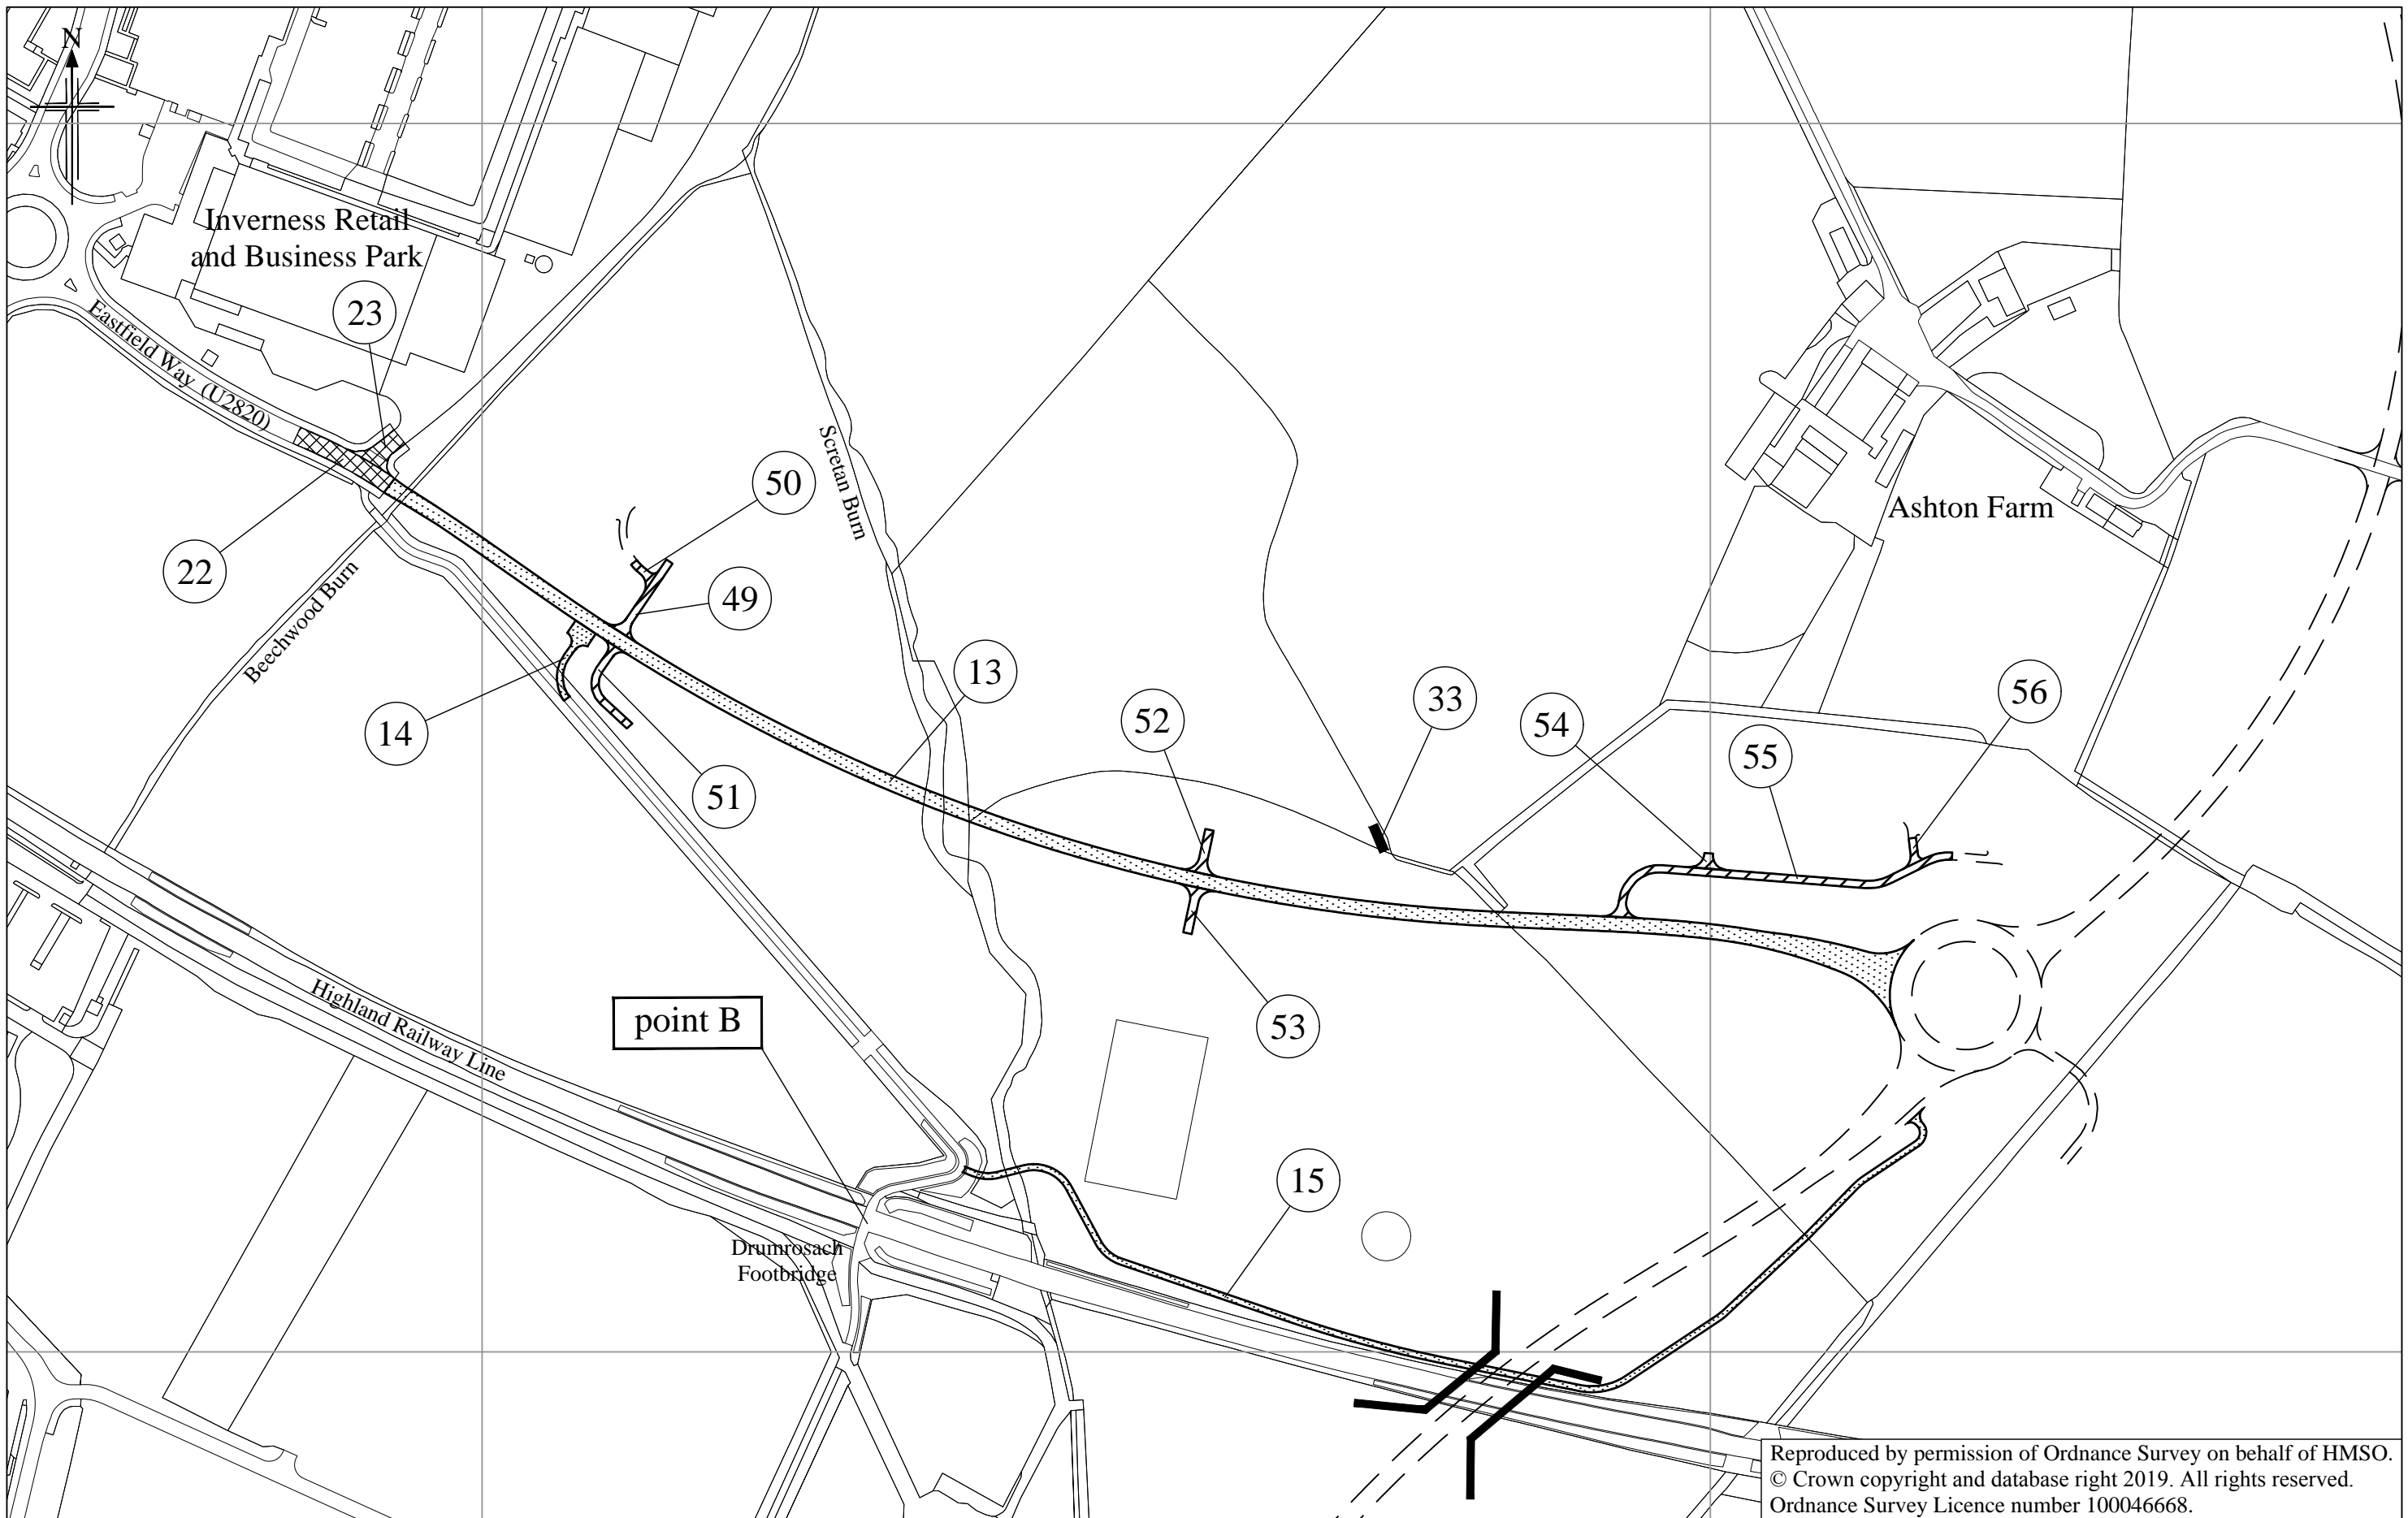 N
Inverness Retail
and Business Park
23
Eastfield Way (U2820)
Scretan Burn
50
Ashton Farm
22
49
Beechwood Burn
13
14
52
33
54
56
51
55
Highland Railway Line
point B
53
15
Drumrosach
Footbridge
Reproduced by permission of Ordnance Survey on behalf of HMSO.
© Crown copyright and database right 2019. All rights reserved.
Ordnance Survey Licence number 100046668.